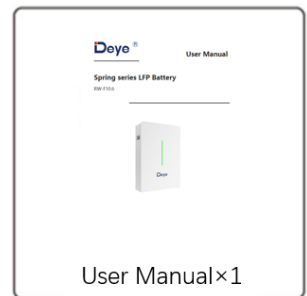 Deye ®
User Manual
Spring series LFP Battery
RW-F10.6
Deye
User Manual×1